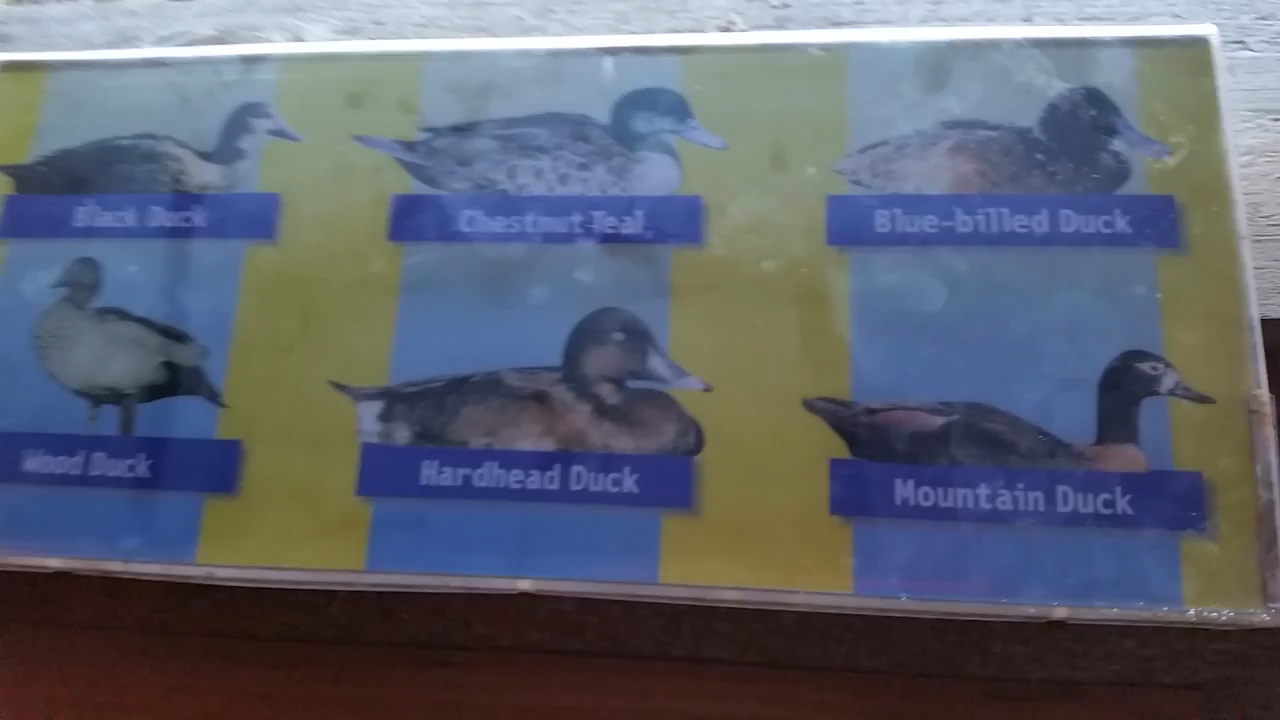 Black Duck
Chestnut Teal
Blue-billed Duck
Wood Duck
Hardhead Duck
Mountain Duck